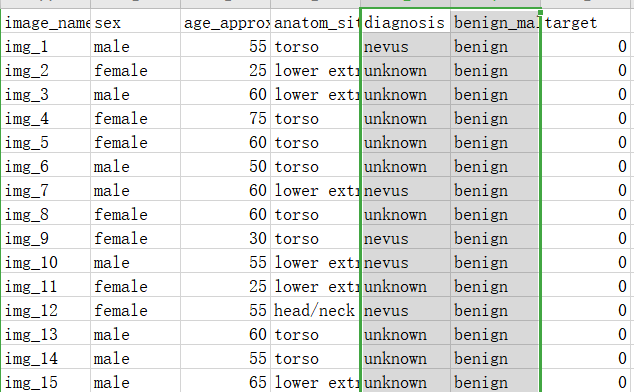 image_name sex age_approx anatom_sit diagnosis benign_mal target
img_1 male 55 torso nevus benign 0
img_2 female 25 lower extr unknown benign 0
img_3 male 60 lower extr unknown benign 0
img_4 female 75 torso unknown benign 0
img_5 female 60 torso unknown benign 0
img_6 male 50 torso unknown benign 0
img_7 male 60 lower extr nevus benign 0
img_8 female 60 torso unknown benign 0
img_9 female 30 torso nevus benign 0
img_10 male 55 lower extr nevus benign 0
img_11 female 25 lower extr unknown benign 0
img_12 female 55 head/neck nevus benign 0
img_13 male 60 torso unknown benign 0
img_14 male 55 torso unknown benign 0
img_15 male 65 lower extr unknown benign 0